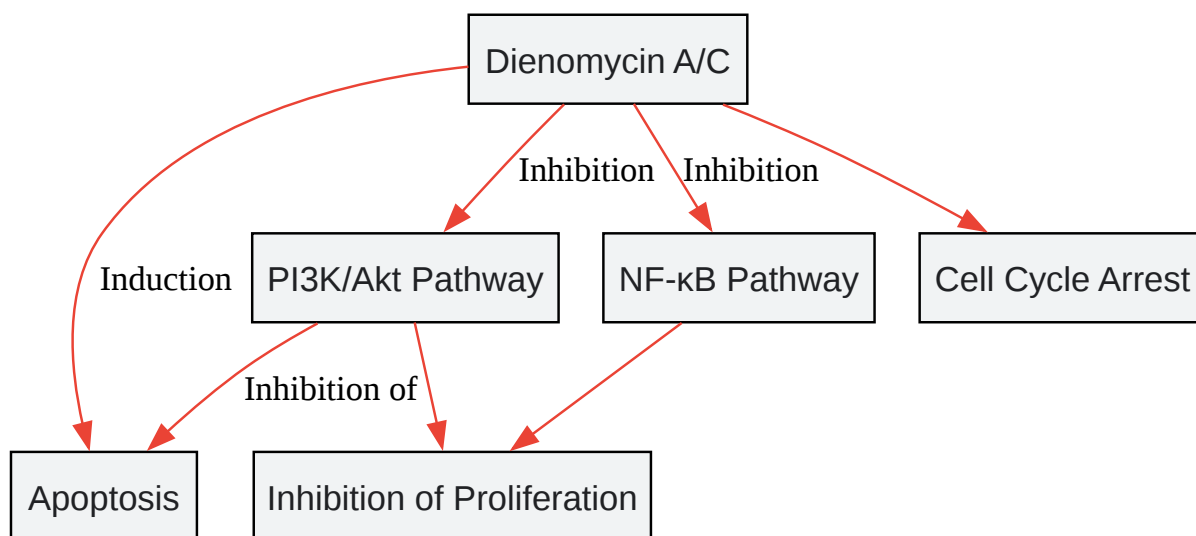 Dienomycin A/C
Inhibition
Inhibition
Induction
PI3K/Akt Pathway
NF-κB Pathway
Cell Cycle Arrest
Inhibition of
Apoptosis
Inhibition of Proliferation